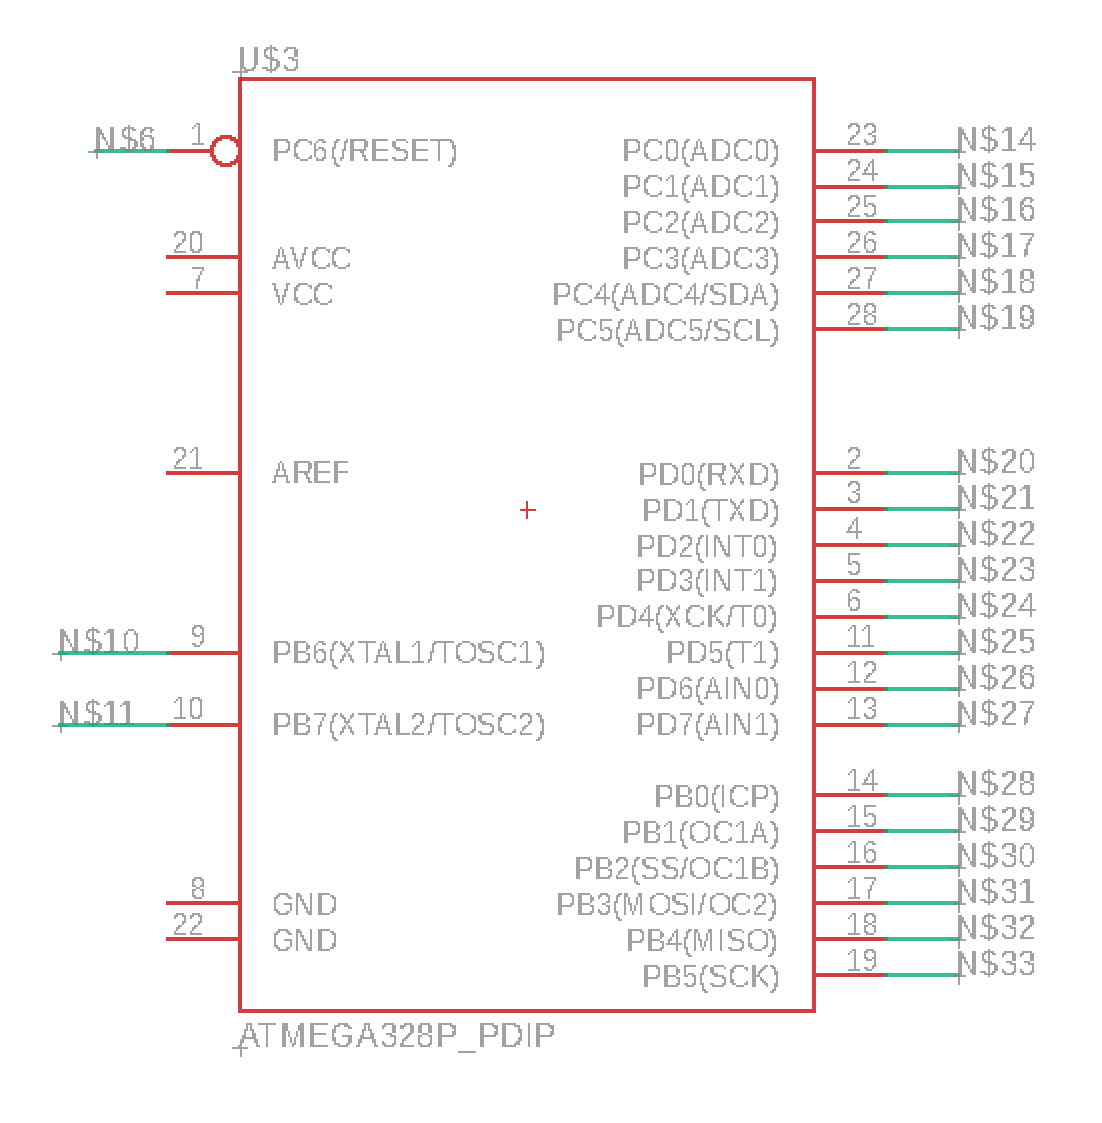 U$3
N$6 1 PC6(/RESET) PC0(ADC0) 23 N$14
PC1(ADC1) 24 N$15
PC2(ADC2) 25 N$16
20 AVCC PC3(ADC3) 26 N$17
7 VCC PC4(ADC4/SDA) 27 N$18
PC5(ADC5/SCL) 28 N$19
21 AREF PD0(RXD) 2 N$20
PD1(TXD) 3 N$21
PD2(INT0) 4 N$22
PD3(INT1) 5 N$23
PD4(XCK/T0) 6 N$24
N$10 9 PB6(XTAL1/TOSC1) PD5(T1) 11 N$25
PD6(AIN0) 12 N$26
N$11 10 PB7(XTAL2/TOSC2) PD7(AIN1) 13 N$27
PB0(ICP) 14 N$28
PB1(OC1A) 15 N$29
PB2(SS/OC1B) 16 N$30
8 GND PB3(MOSI/OC2) 17 N$31
22 GND PB4(MISO) 18 N$32
PB5(SCK) 19 N$33
ATMEGA328P_PDIP